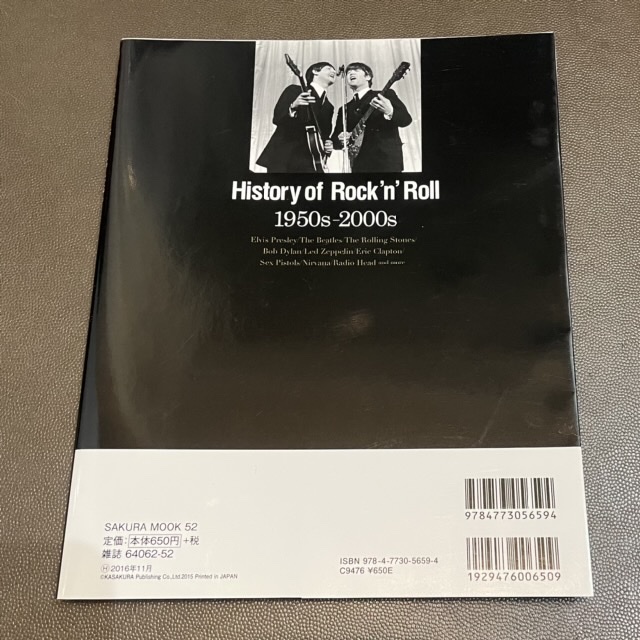 History of Rock'n' Roll
1950s-2000s
Elvis Presley/The Beatles/The Rolling Stones/
Bob Dylan/Led Zeppelin/Eric Clapton/
Sex Pistols/Nirvana/Radio Head and more
9784773056594
SAKURA MOOK 52
定価:本体650円+税
雑誌 64062-52
Ⓗ2016年11月
©KASAKURA Publishing Co.,Ltd.2015 Printed in JAPAN
ISBN 978-4-7730-5659-4
C9476 ¥650E
1929476006509